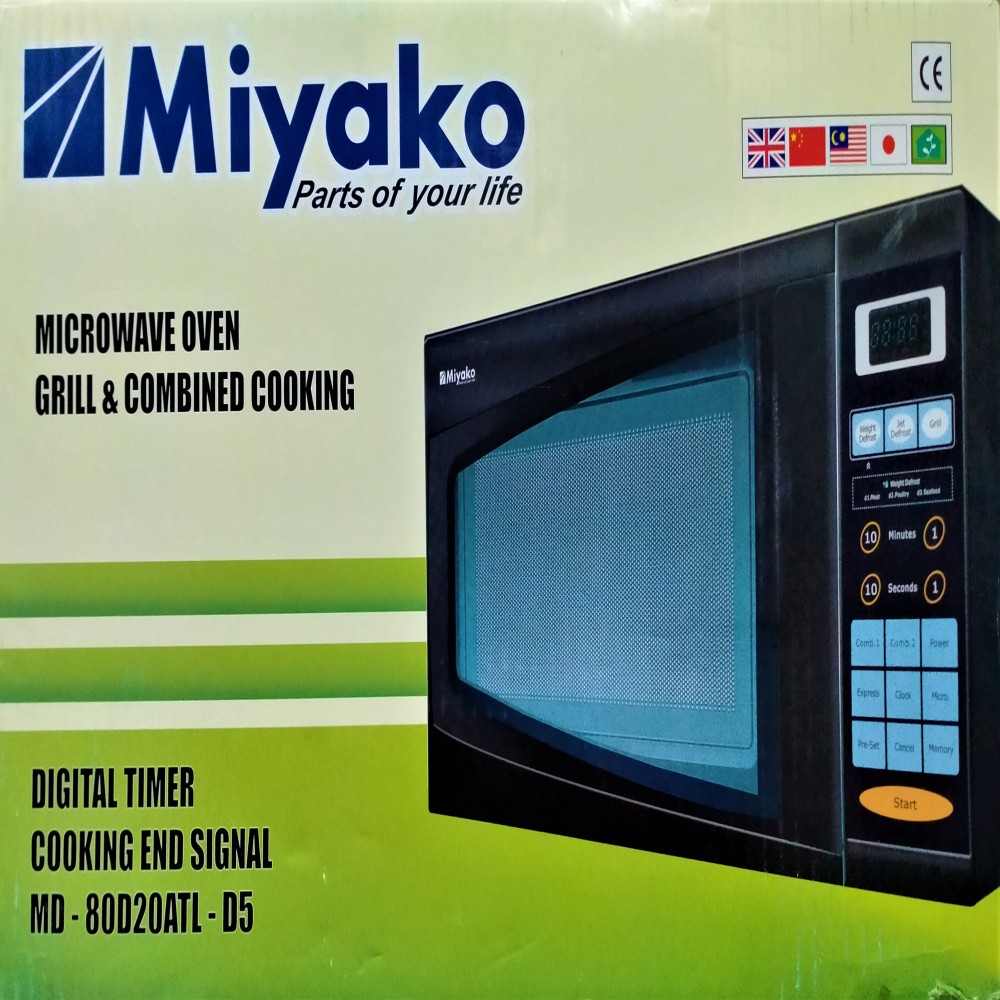 Miyako
Parts of your life
CE
MICROWAVE OVEN
GRILL & COMBINED COOKING
Miyako
Weight Defrost
Jet Defrost
Grill
Weight Defrost
d1.Meat d2.Poultry d3.Seafood
10 Minutes 1
10 Seconds 1
Comb.1 Comb.2 Power
Express Clock Micro.
Pre-Set Cancel Memory
Start
DIGITAL TIMER
COOKING END SIGNAL
MD - 80D20ATL - D5